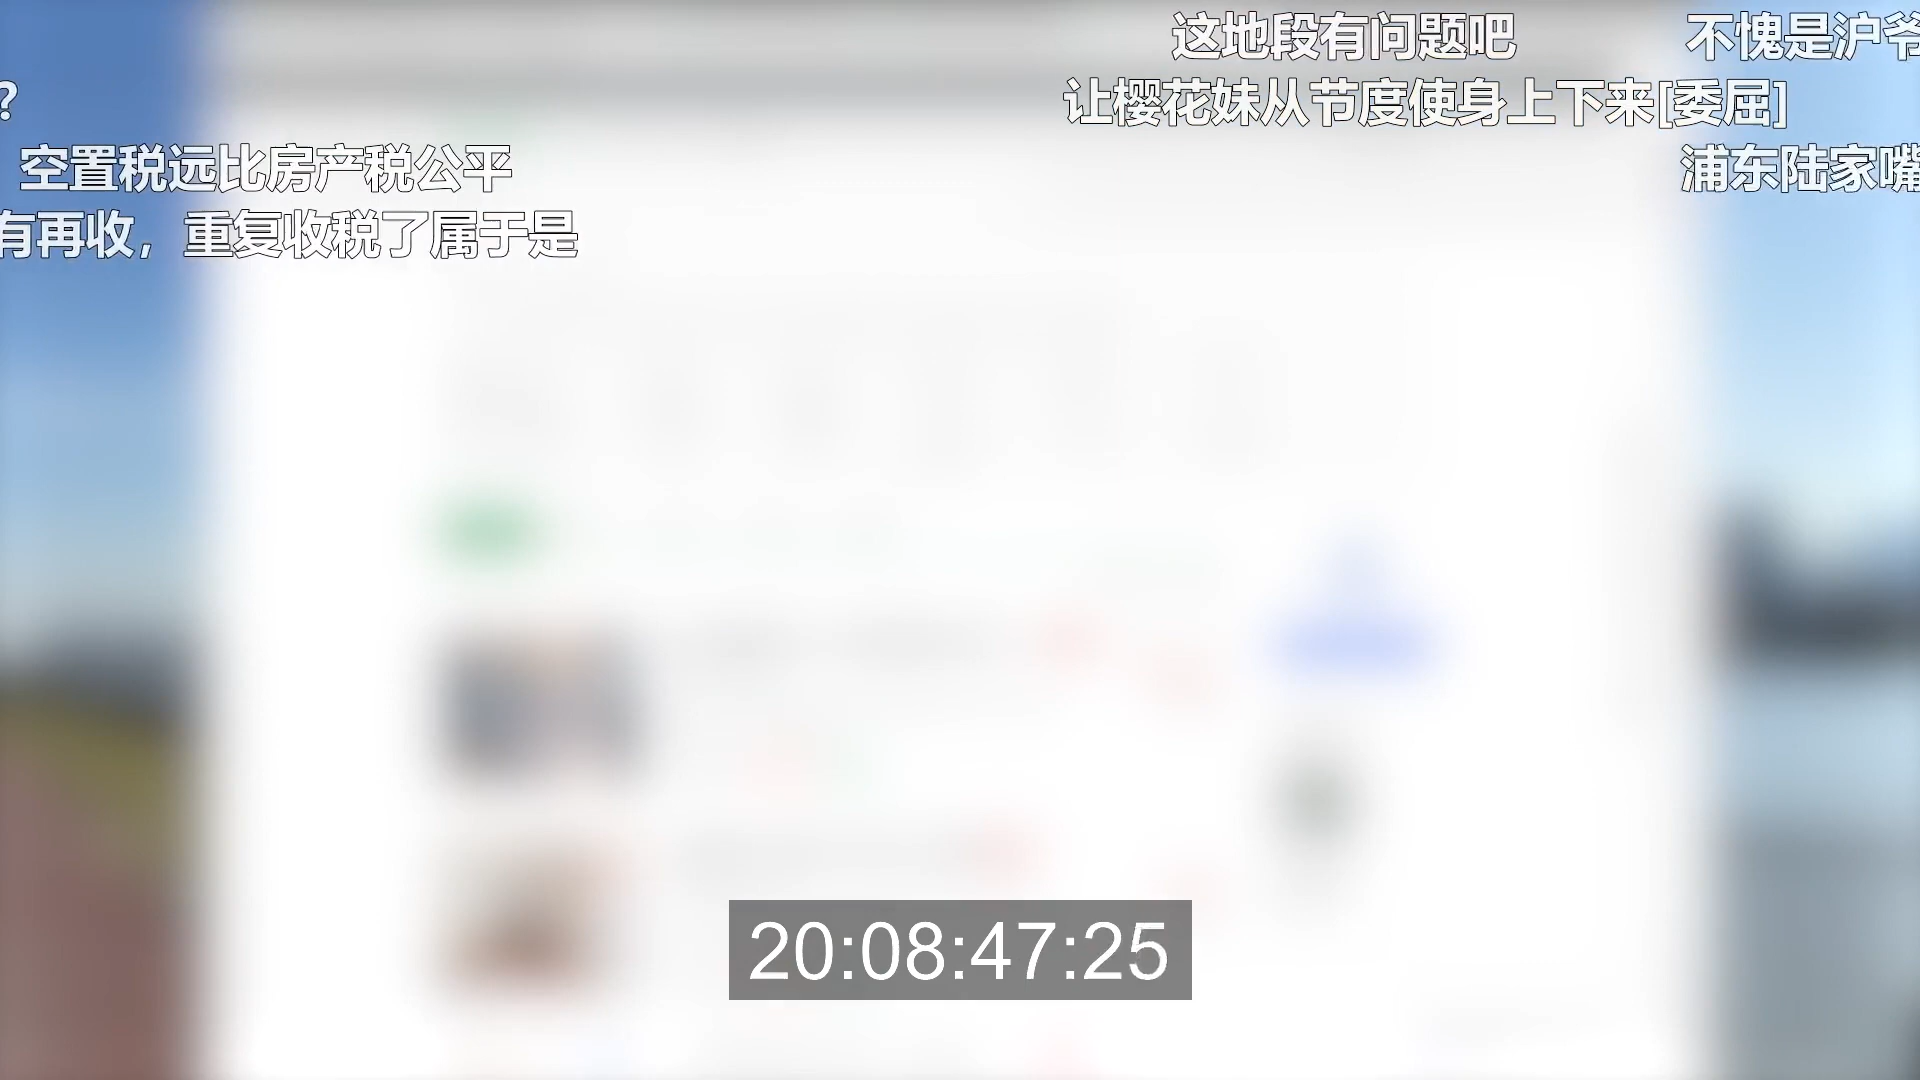 这地段有问题吧
不愧是沪爷
?
让樱花妹从节度使身上下来[委屈]
空置税远比房产税公平
浦东陆家嘴
有再收，重复收税了属于是
20:08:47:25